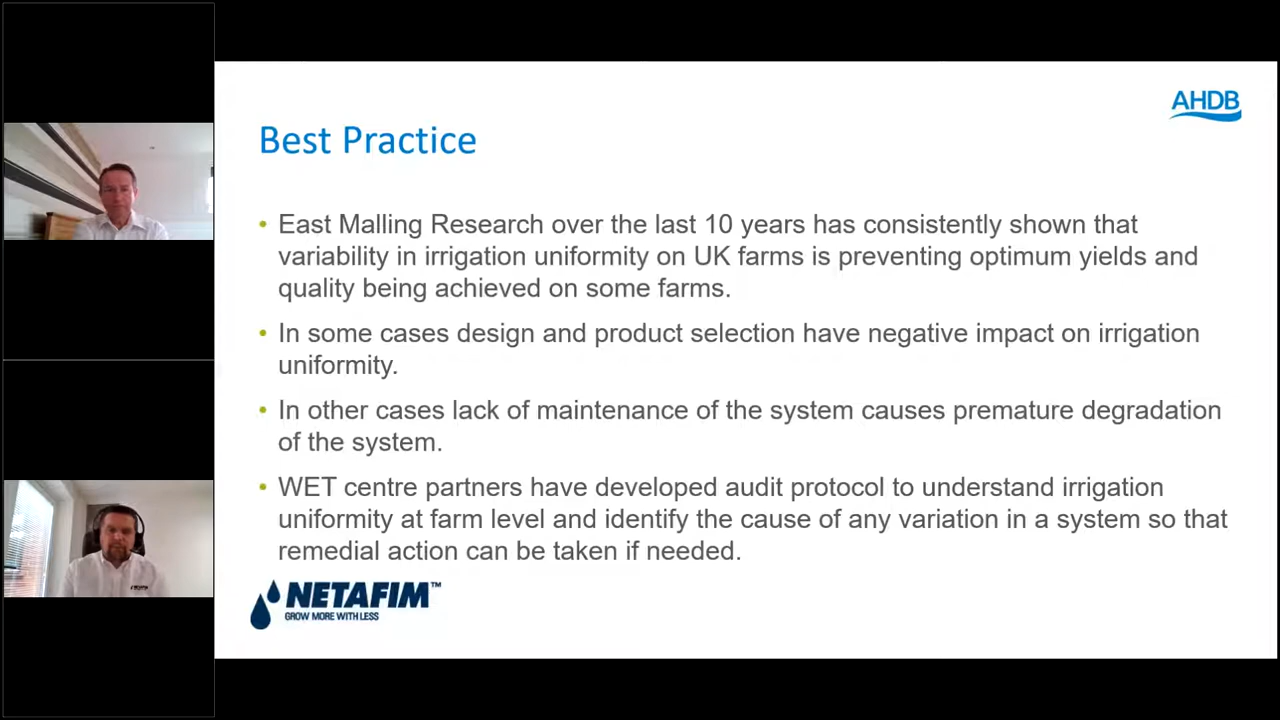 AHDB
Best Practice
• East Malling Research over the last 10 years has consistently shown that
variability in irrigation uniformity on UK farms is preventing optimum yields and
quality being achieved on some farms.
• In some cases design and product selection have negative impact on irrigation
uniformity.
• In other cases lack of maintenance of the system causes premature degradation
of the system.
• WET centre partners have developed audit protocol to understand irrigation
uniformity at farm level and identify the cause of any variation in a system so that
remedial action can be taken if needed.
NETAFIM™
GROW MORE WITH LESS